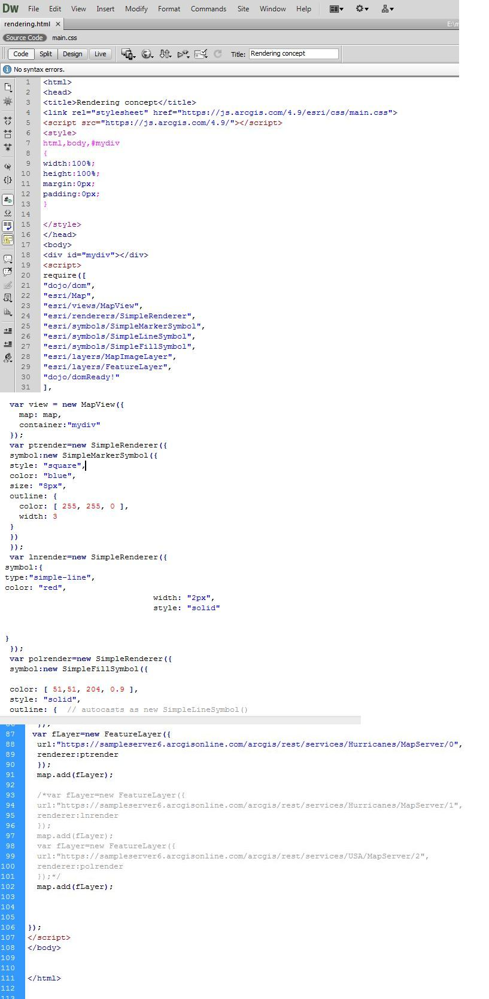 Dw File Edit View Insert Modify Format Commands Site Window Help
rendering.html × E:\m
Source Code main.css
Code Split Design Live Title: Rendering concept
No syntax errors.
1 <html>
2 <head>
3 <title>Rendering concept</title>
4 <link rel="stylesheet" href="https://js.arcgis.com/4.9/esri/css/main.css">
5 <script src="https://js.arcgis.com/4.9/"></script>
6 <style>
7 html,body,#mydiv
8 {
9 width:100%;
10 height:100%;
11 margin:0px;
12 padding:0px;
13 }
14
15 </style>
16 </head>
17 <body>
18 <div id="mydiv"></div>
19 <script>
20 require([
21 "dojo/dom",
22 "esri/Map",
23 "esri/views/MapView",
24 "esri/renderers/SimpleRenderer",
25 "esri/symbols/SimpleMarkerSymbol",
26 "esri/symbols/SimpleLineSymbol",
27 "esri/symbols/SimpleFillSymbol",
28 "esri/layers/MapImageLayer",
29 "esri/layers/FeatureLayer",
30 "dojo/domReady!"
31 ],
var view = new MapView({
map: map,
container:"mydiv"
});
var ptrender=new SimpleRenderer({
symbol:new SimpleMarkerSymbol({
style: "square",
color: "blue",
size: "8px",
outline: {
color: [ 255, 255, 0 ],
width: 3
}
})
});
var lnrender=new SimpleRenderer({
symbol:{
type:"simple-line",
color: "red",
width: "2px",
style: "solid"
}
});
var polrender=new SimpleRenderer({
symbol:new SimpleFillSymbol({
color: [ 51,51, 204, 0.9 ],
style: "solid",
outline: { // autocasts as new SimpleLineSymbol()
86 });
87 var fLayer=new FeatureLayer({
88 url:"https://sampleserver6.arcgisonline.com/arcgis/rest/services/Hurricanes/MapServer/0",
89 renderer:ptrender
90 });
91 map.add(fLayer);
92
93 /*var fLayer=new FeatureLayer({
94 url:"https://sampleserver6.arcgisonline.com/arcgis/rest/services/Hurricanes/MapServer/1",
95 renderer:lnrender
96 });
97 map.add(fLayer);
98 var fLayer=new FeatureLayer({
99 url:"https://sampleserver6.arcgisonline.com/arcgis/rest/services/USA/MapServer/2",
100 renderer:polrender
101 });*/
102 map.add(fLayer);
103
104
105
106 });
107 </script>
108 </body>
109
110
111 </html>
112
113